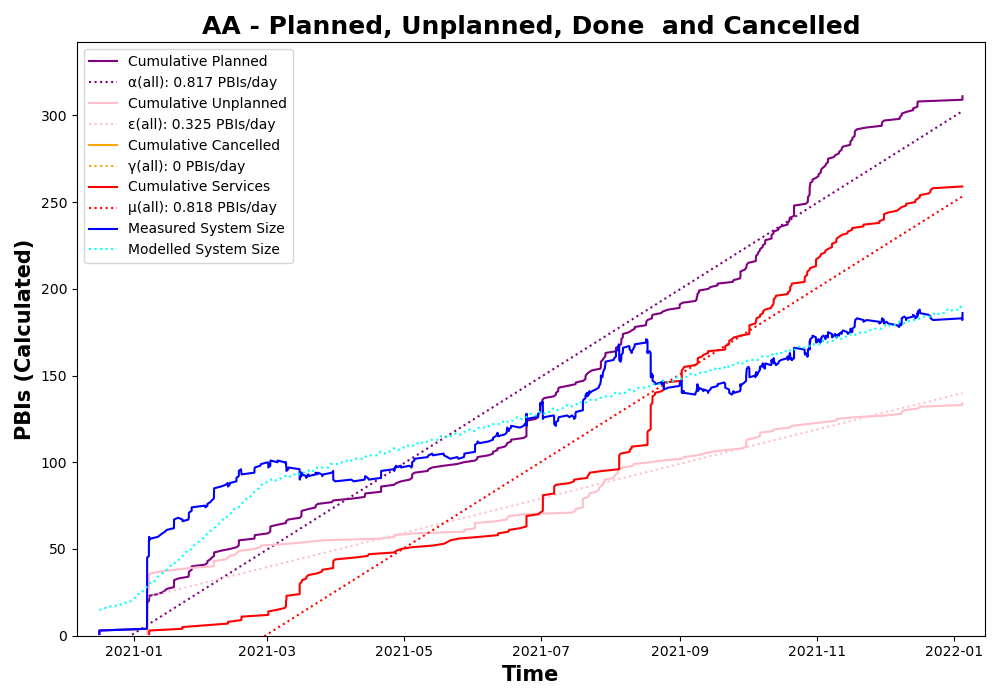 AA - Planned, Unplanned, Done  and Cancelled
Cumulative Planned
α(all): 0.817 PBIs/day
Cumulative Unplanned
ε(all): 0.325 PBIs/day
Cumulative Cancelled
γ(all): 0 PBIs/day
Cumulative Services
μ(all): 0.818 PBIs/day
Measured System Size
Modelled System Size
PBIs (Calculated)
300
250
200
150
100
50
0
2021-01 2021-03 2021-05 2021-07 2021-09 2021-11 2022-01
Time